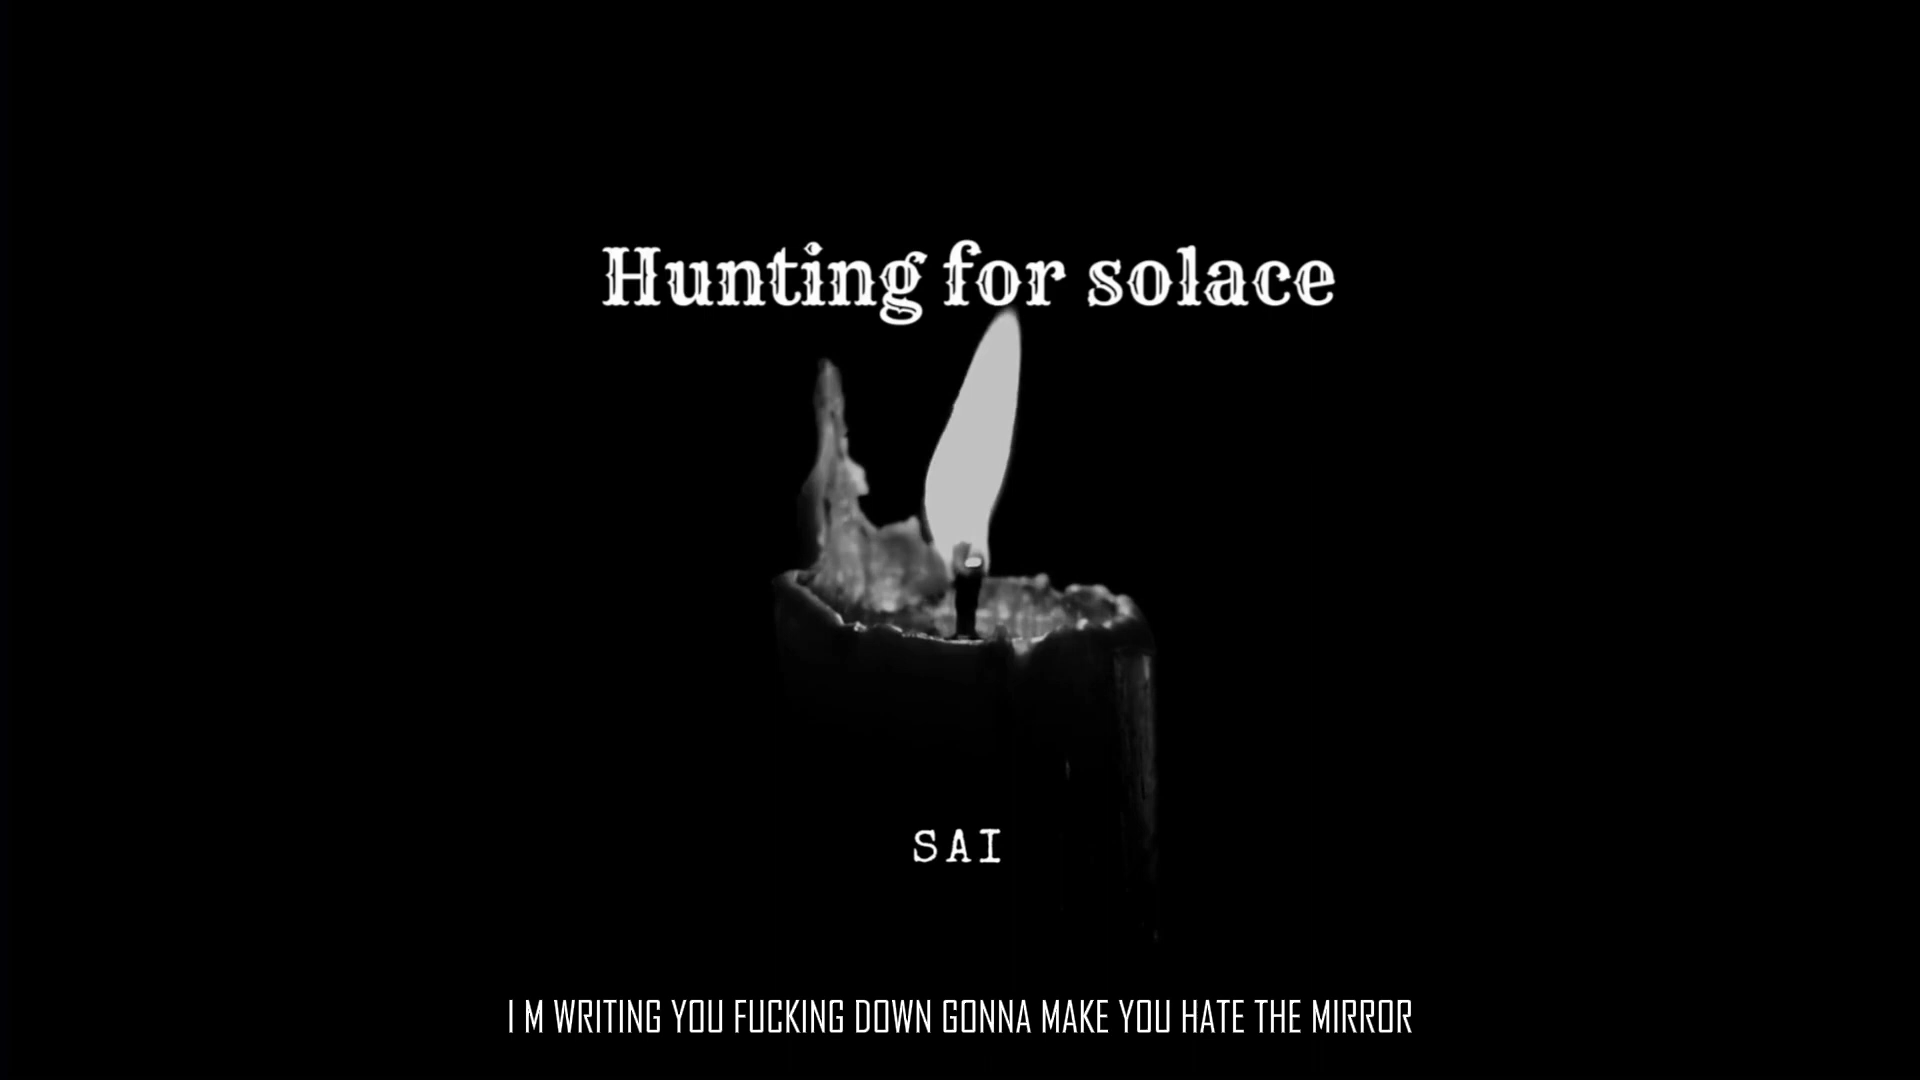 Hunting for solace
SAI
I M WRITING YOU FUCKING DOWN GONNA MAKE YOU HATE THE MIRROR